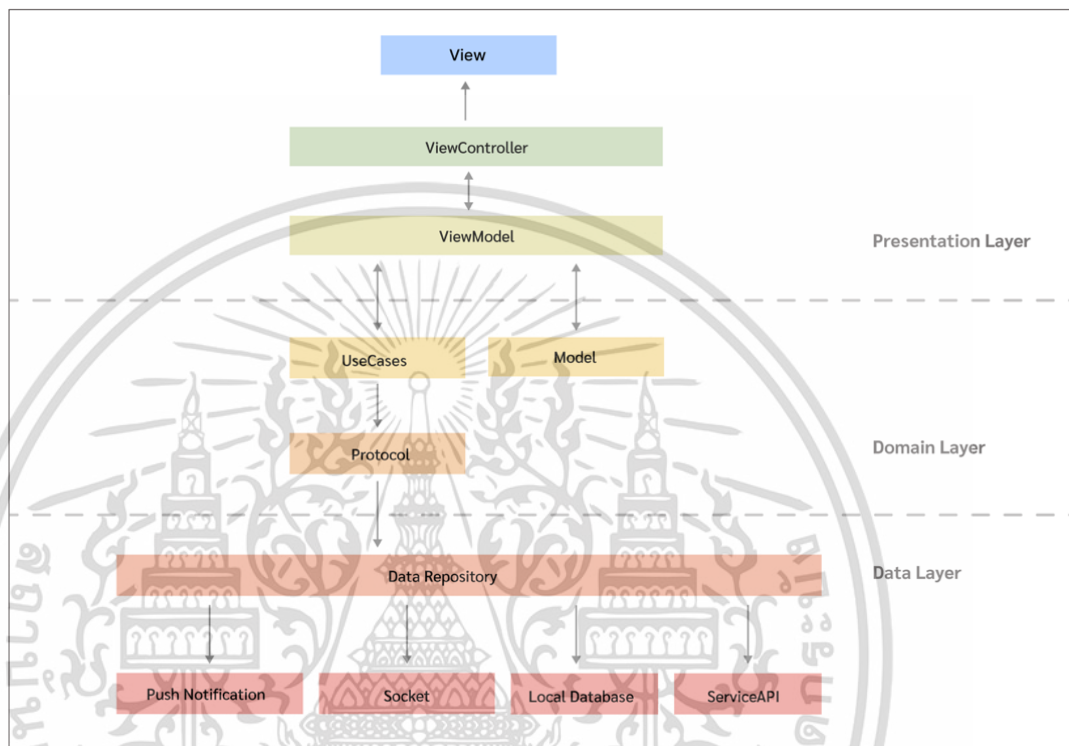 View
ViewController
ViewModel
Presentation Layer
UseCases
Model
Protocol
Domain Layer
Data Repository
Data Layer
Push Notification
Socket
Local Database
ServiceAPI